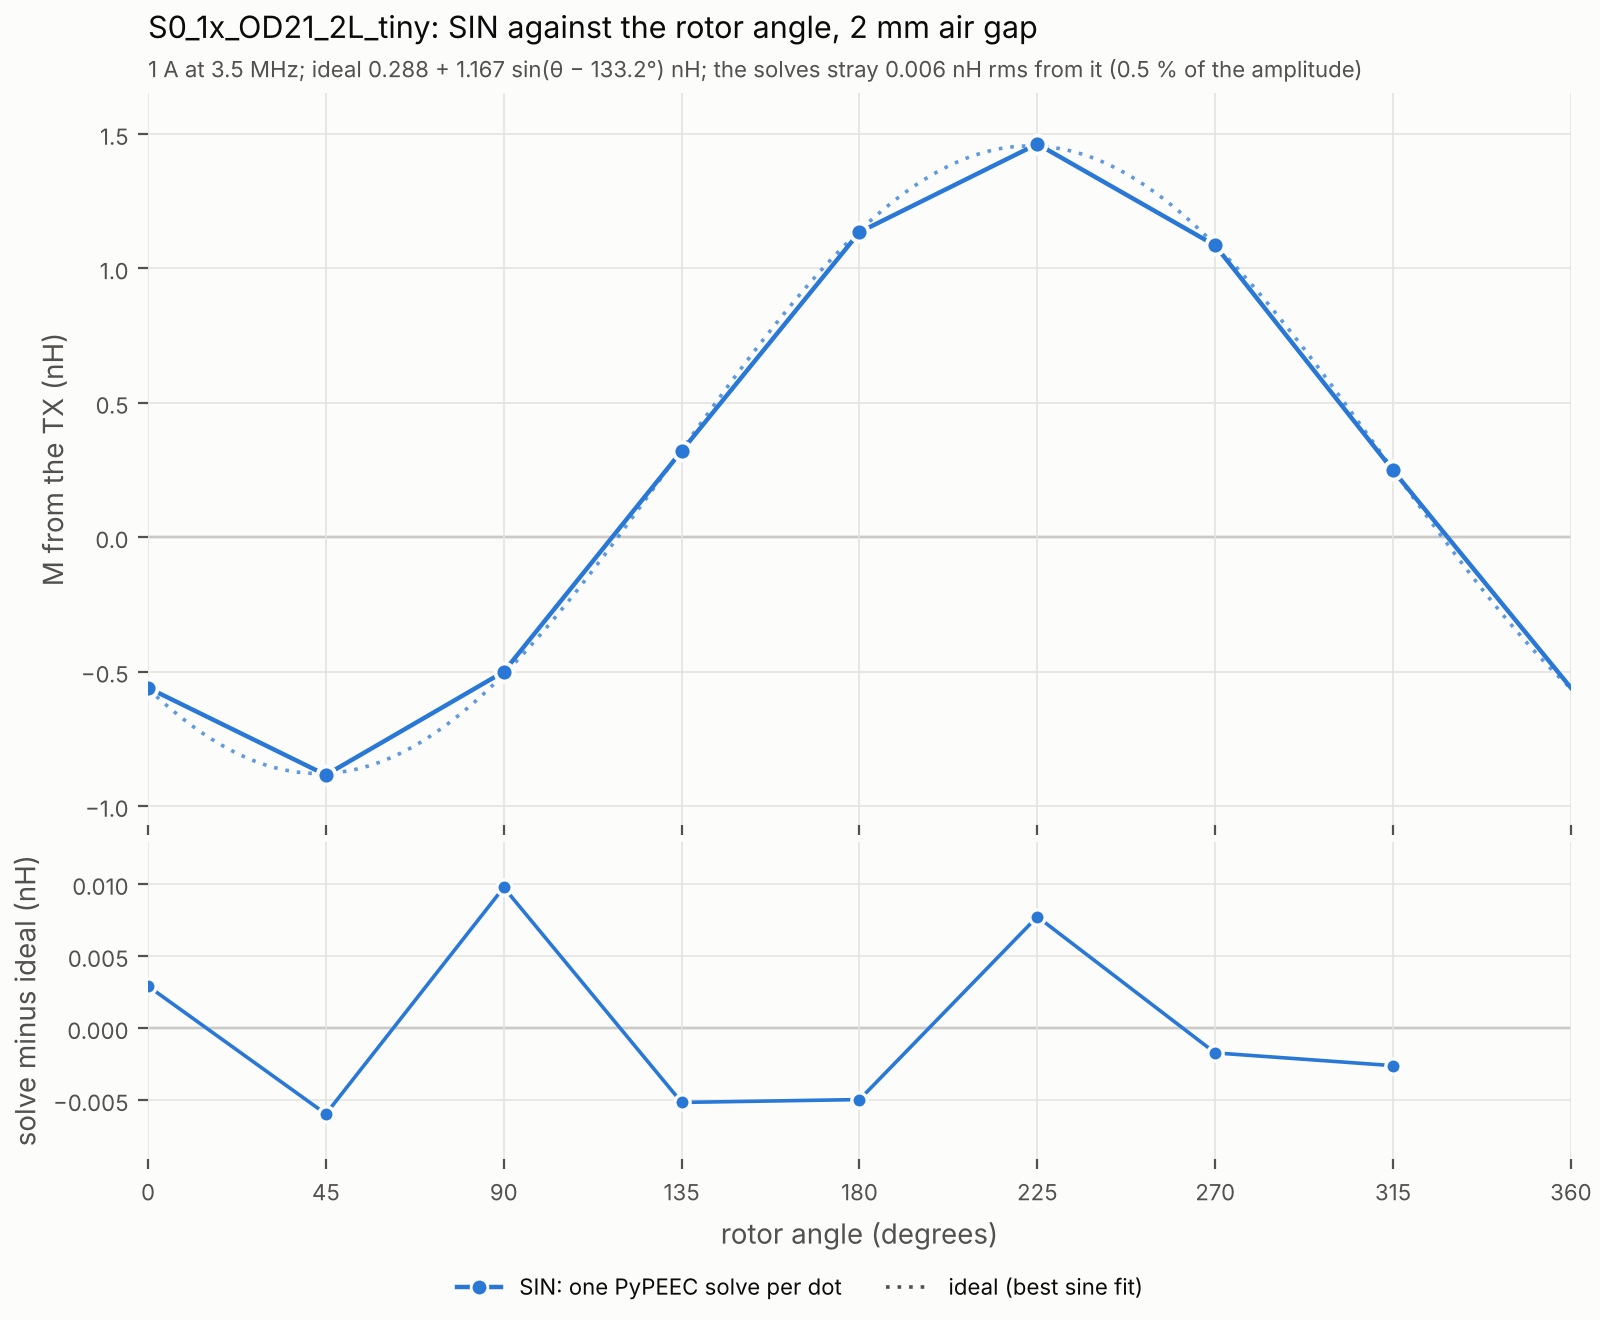 S0_1x_OD21_2L_tiny: SIN against the rotor angle, 2 mm air gap
1 A at 3.5 MHz; ideal 0.288 + 1.167 sin(θ − 133.2°) nH; the solves stray 0.006 nH rms from it (0.5 % of the amplitude)
M from the TX (nH)
1.5
1.0
0.5
0.0
−0.5
−1.0
solve minus ideal (nH)
0.010
0.005
0.000
−0.005
0 45 90 135 180 225 270 315 360
rotor angle (degrees)
SIN: one PyPEEC solve per dot ideal (best sine fit)